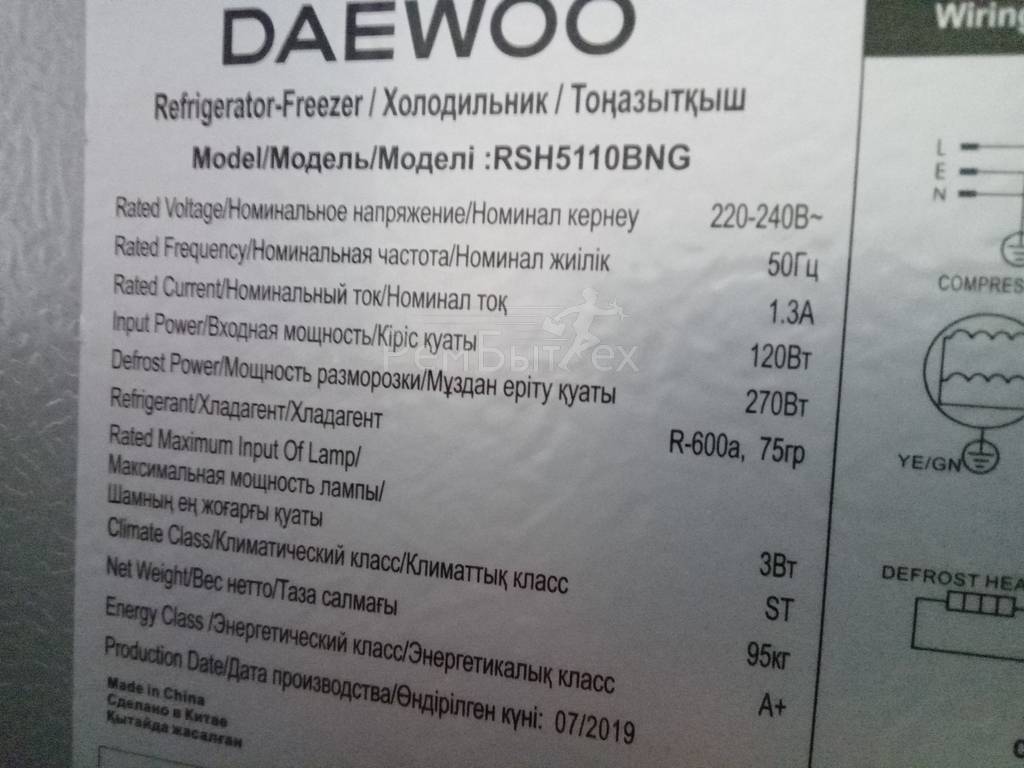 DAEWOO
Refrigerator-Freezer / Холодильник / Тоңазытқыш
Model/Модель/Моделі :RSH5110BNG
Rated Voltage/Номинальное напряжение/Номинал кернеу 220-240В~
Rated Frequency/Номинальная частота/Номинал жиілік 50Гц
Rated Current/Номинальный ток/Номинал тоқ 1.3А
Input Power/Входная мощность/Кіріс қуаты 120Вт
Defrost Power/Мощность разморозки/Мұздан еріту қуаты 270Вт
Refrigerant/Хладагент/Хладагент R-600a, 75гр
Rated Maximum Input Of Lamp/
Максимальная мощность лампы/
Шамның ең жоғарғы қуаты 3Вт
Climate Class/Климатический класс/Климаттық класс ST
Net Weight/Вес нетто/Таза салмағы 95кг
Energy Class /Энергетический класс/Энергетикалық класс A+
Production Date/Дата производства/Өндірілген күні: 07/2019
Made in China
Сделано в Китае
Қытайда жасалған
РемБытТех
Wiring
L
E
N
COMPRES
YE/GN
DEFROST HEA